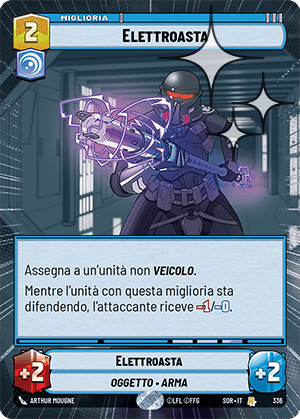 MIGLIORIA
2
ELETTROASTA
Assegna a un'unità non VEICOLO.
Mentre l'unità con questa miglioria sta
difendendo, l'attaccante riceve -1/-0.
+2
ELETTROASTA
OGGETTO • ARMA
+2
ARTHUR MOUGNE
©LFL ©FFG
SOR • IT
336